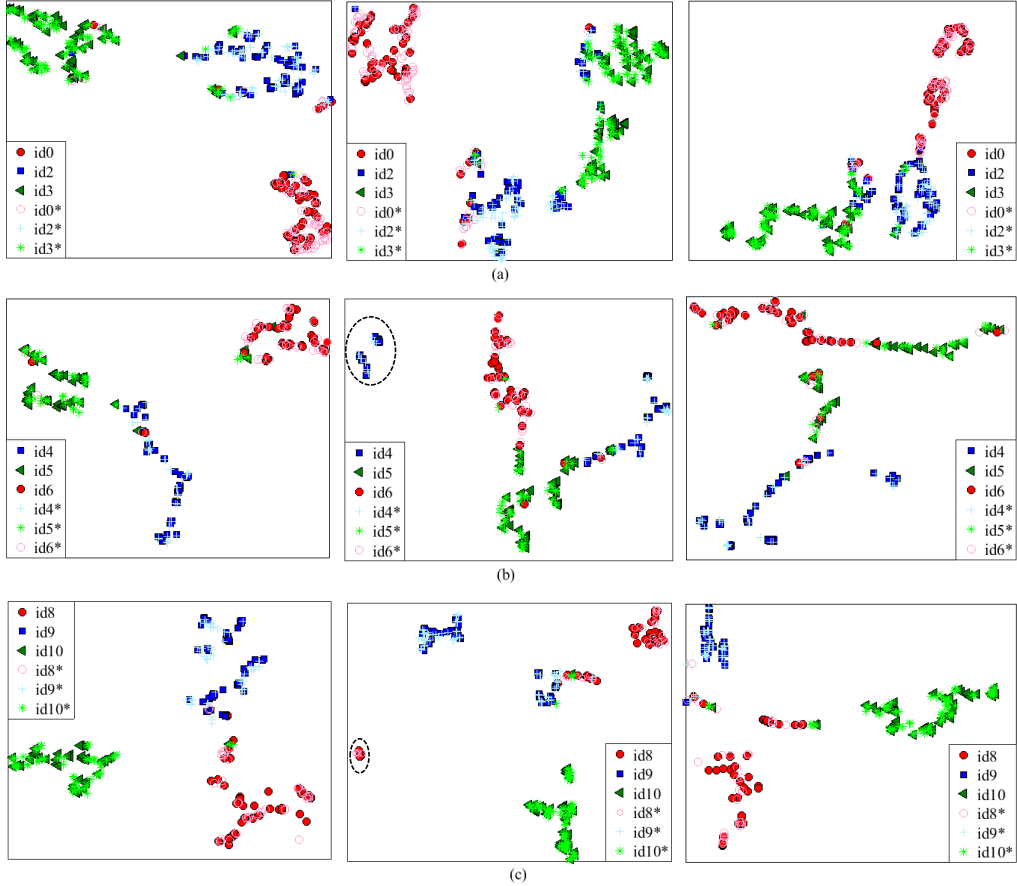 id0
id2
id3
id0*
id2*
id3*
id0
id2
id3
id0*
id2*
id3*
id0
id2
id3
id0*
id2*
id3*
(a)
id4
id5
id6
id4*
id5*
id6*
id4
id5
id6
id4*
id5*
id6*
id4
id5
id6
id4*
id5*
id6*
(b)
id8
id9
id10
id8*
id9*
id10*
id8
id9
id10
id8*
id9*
id10*
id8
id9
id10
id8*
id9*
id10*
(c)